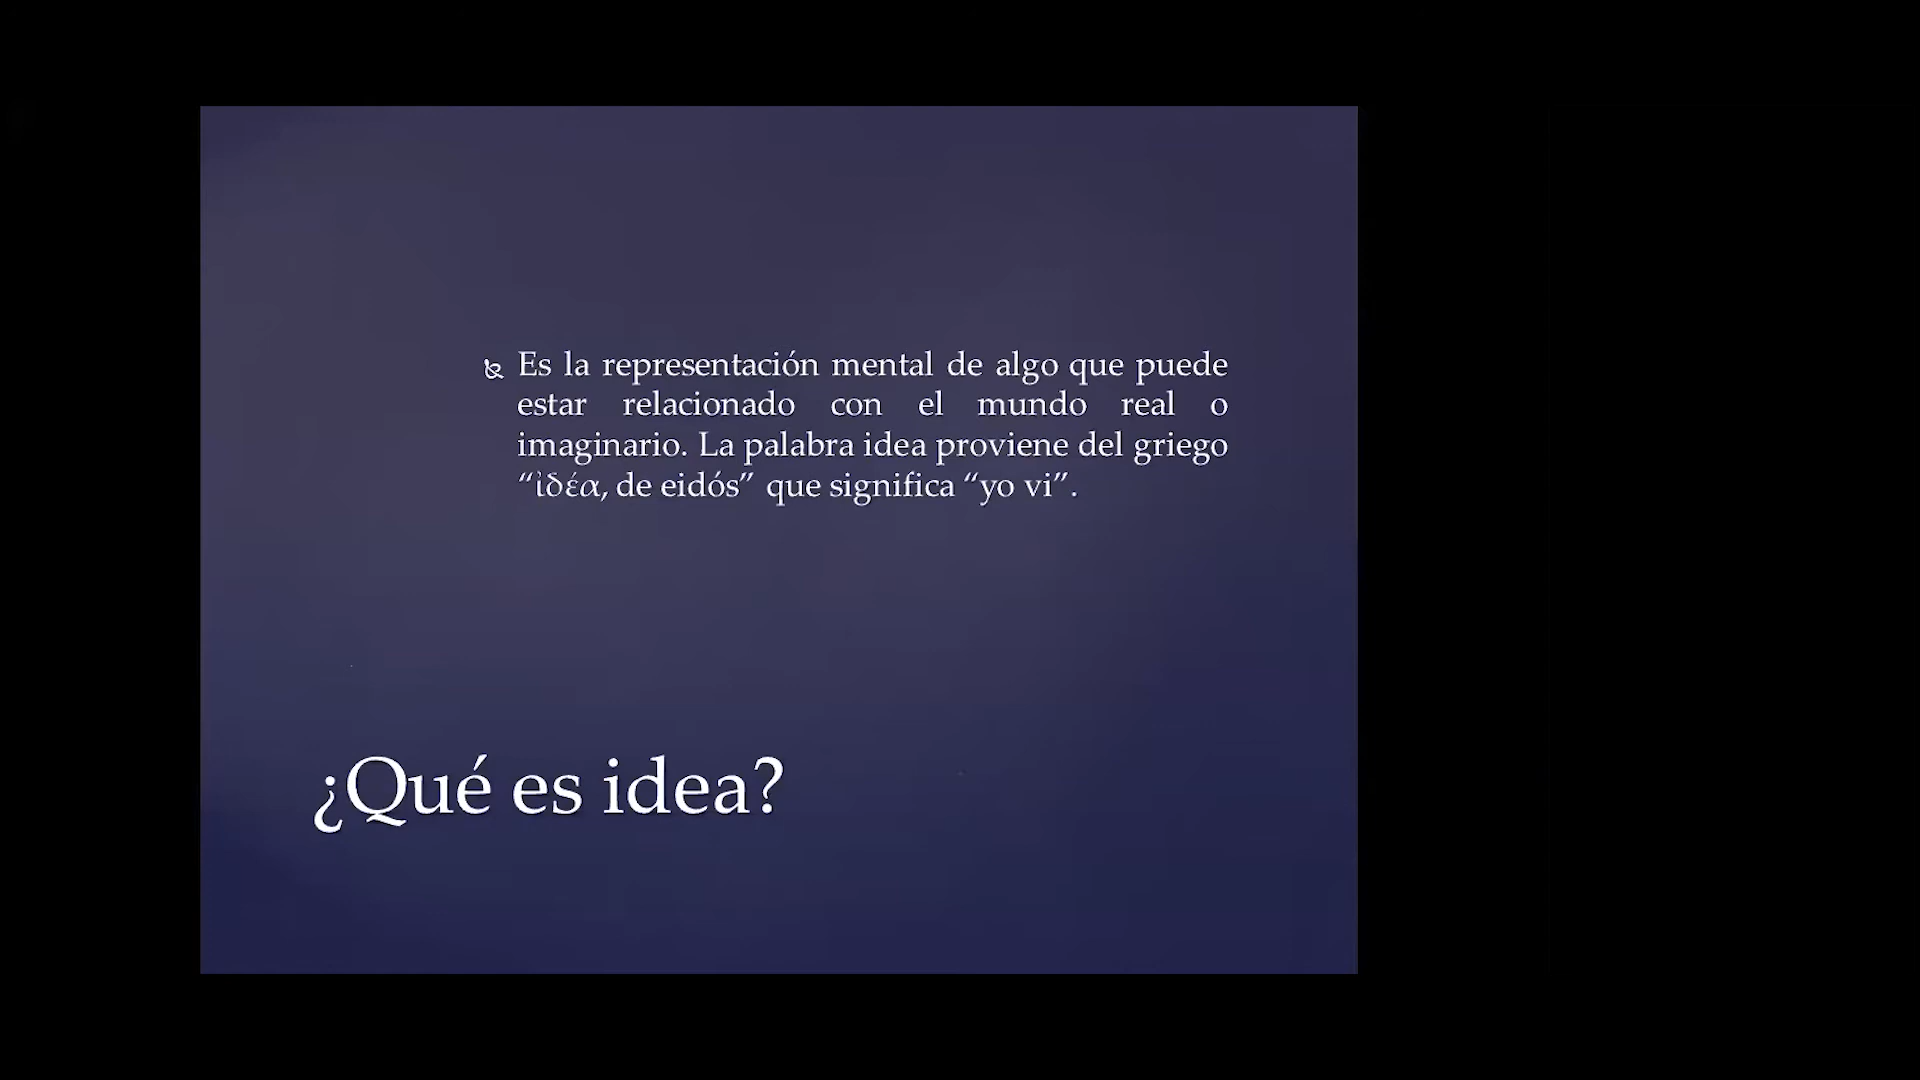 Es la representación mental de algo que puede
estar relacionado con el mundo real o
imaginario. La palabra idea proviene del griego
“ἰδέα, de eidós” que significa “yo vi”.
¿Qué es idea?